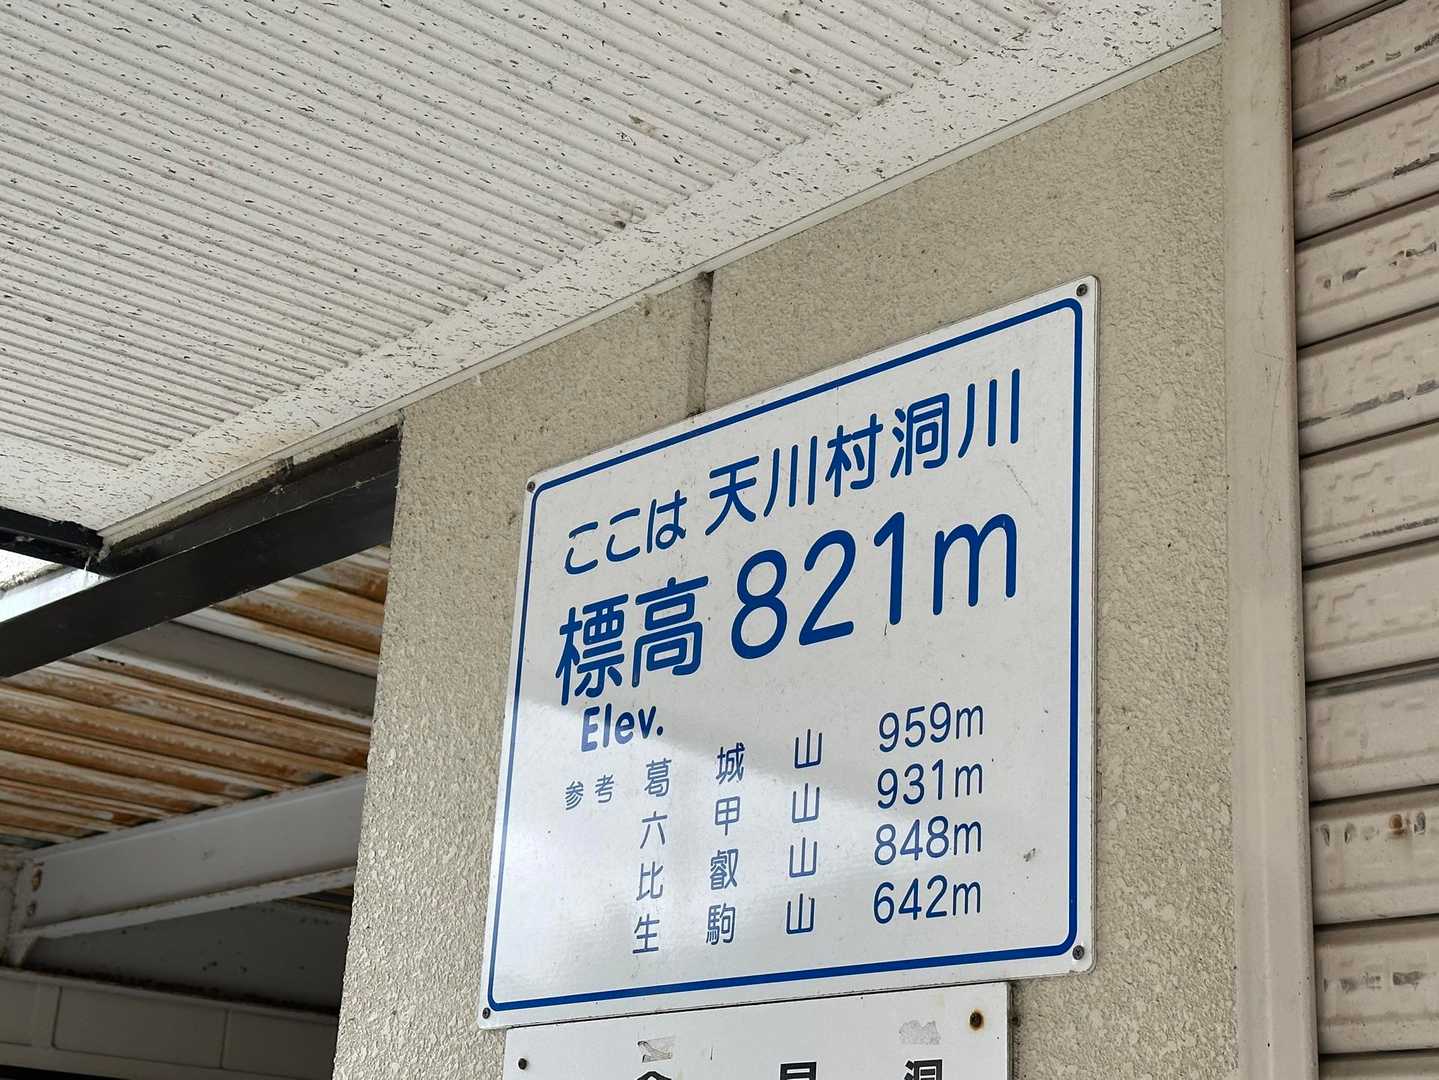 ここは 天川村洞川
標高 821m
Elev.
参考 葛城山 959m
六甲山 931m
比叡山 848m
生駒山 642m